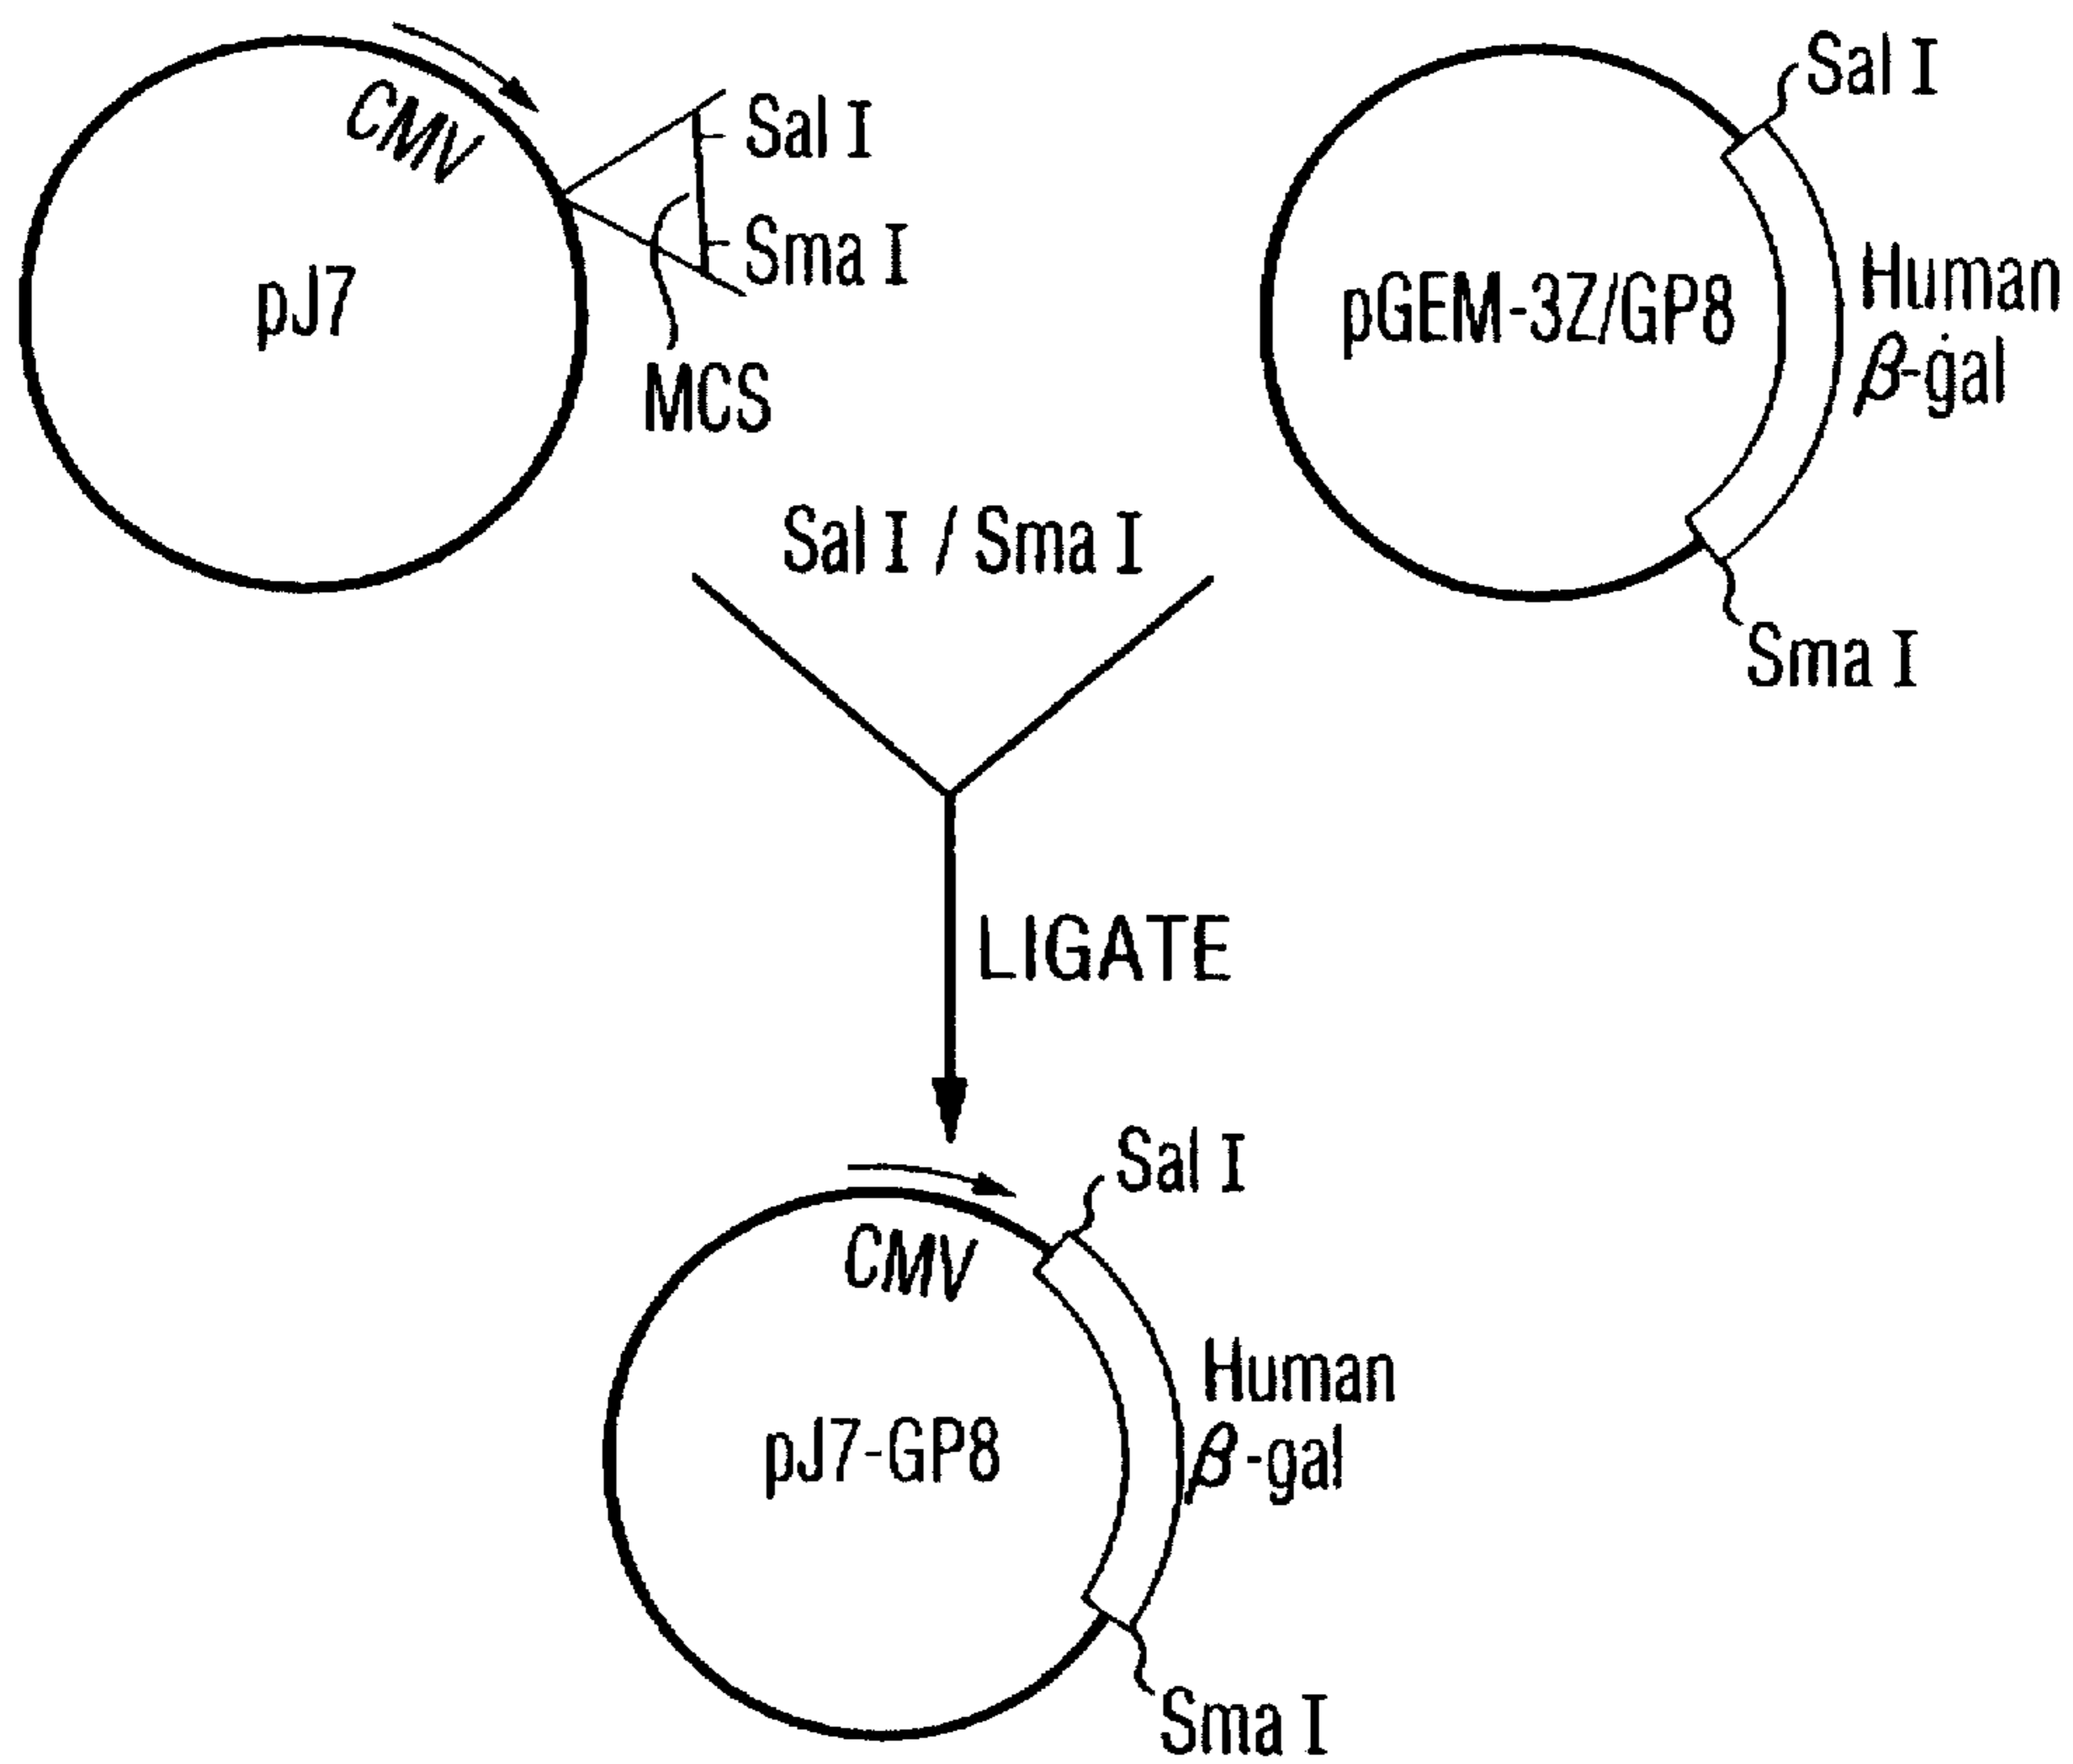 CMV
Sal I
Sma I
pJ7
MCS
Sal I
pGEM-3Z/GP8
Human
β-gal
Sma I
Sal I / Sma I
LIGATE
Sal I
CMV
Human
β-gal
pJ7-GP8
Sma I